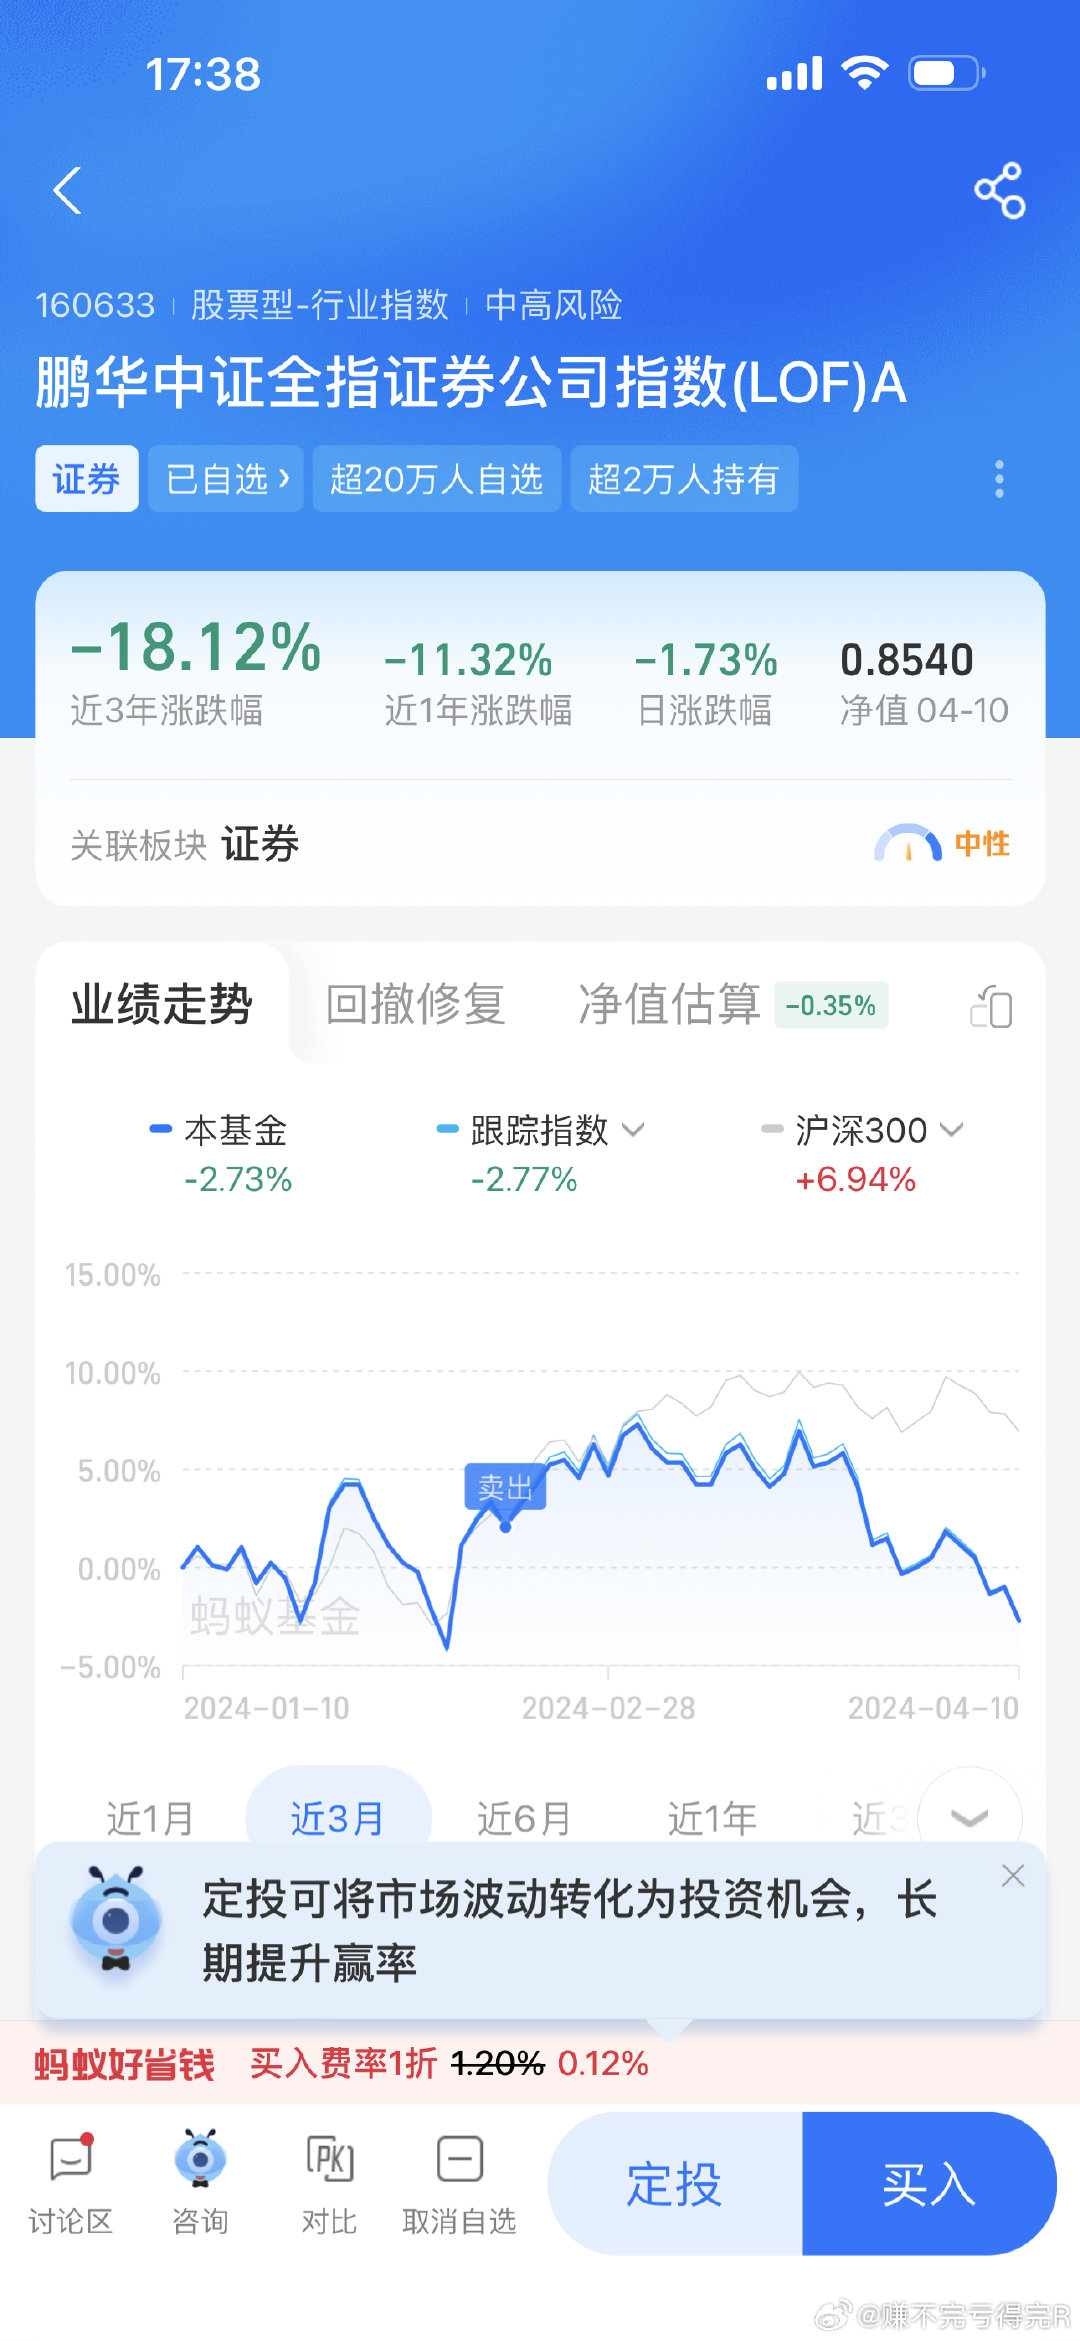 17:38
160633 | 股票型-行业指数 | 中高风险
鹏华中证全指证券公司指数(LOF)A
证券 已自选 › 超20万人自选 超2万人持有
-18.12% -11.32% -1.73% 0.8540
近3年涨跌幅 近1年涨跌幅 日涨跌幅 净值 04-10
关联板块 证券 中性
业绩走势 回撤修复 净值估算 -0.35%
本基金 跟踪指数 沪深300
-2.73% -2.77% +6.94%
15.00%
10.00%
5.00%
卖出
0.00%
蚂蚁基金
-5.00%
2024-01-10 2024-02-28 2024-04-10
近1月 近3月 近6月 近1年 近3
定投可将市场波动转化为投资机会，长
期提升赢率
蚂蚁好省钱 买入费率1折 1.20% 0.12%
PK
讨论区 咨询 对比 取消自选 定投 买入
@赚不完亏得完R